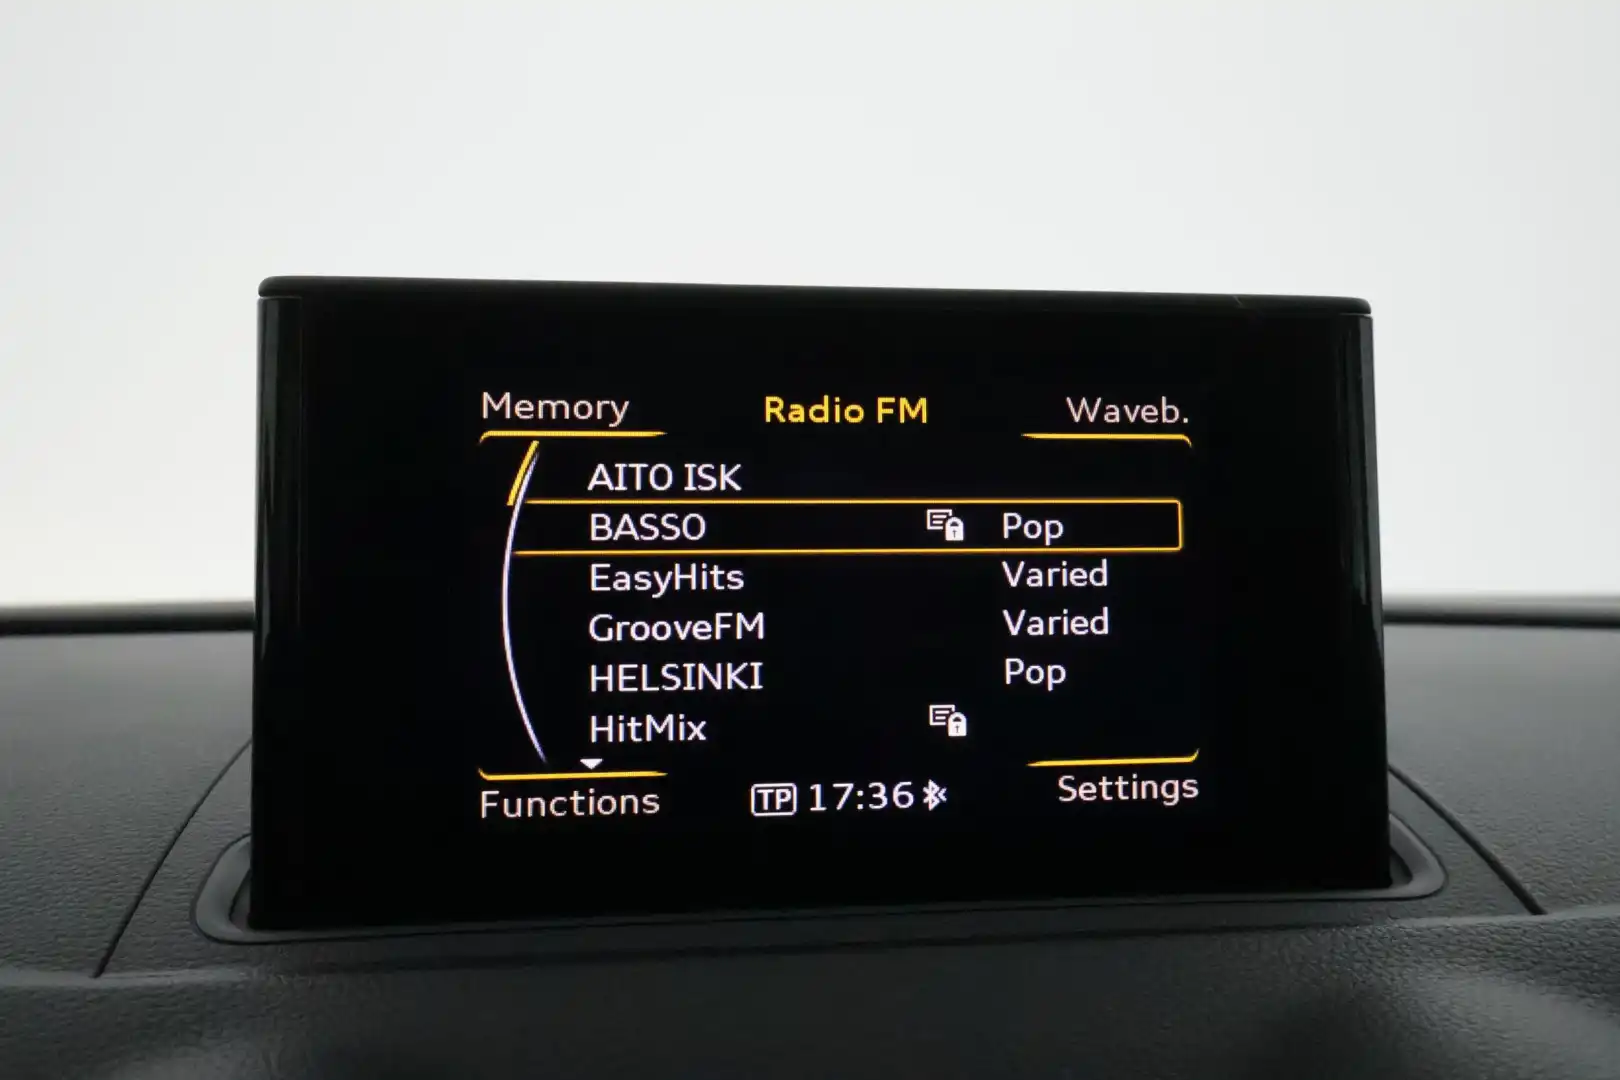 Memory Radio FM Waveb.
AITO ISK
BASSO Pop
EasyHits Varied
GrooveFM Varied
HELSINKI Pop
HitMix
Functions TP 17:36 Settings